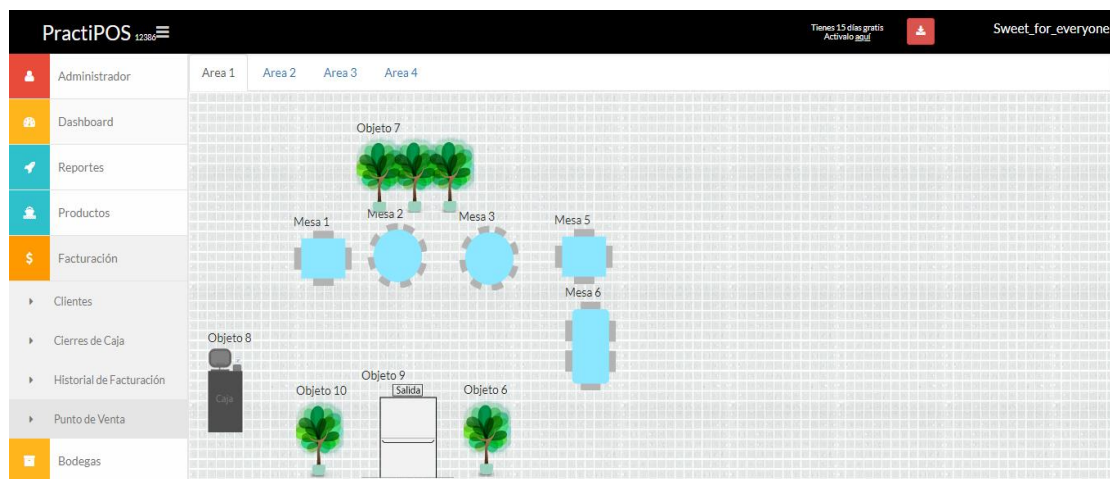 PractiPOS 12386
Tienes 15 días gratis
Activalo aquí
Sweet_for_everyone
Administrador
Dashboard
Reportes
Productos
Facturación
Clientes
Cierres de Caja
Historial de Facturación
Punto de Venta
Bodegas
Area 1
Area 2
Area 3
Area 4
Objeto 7
Mesa 1
Mesa 2
Mesa 3
Mesa 5
Mesa 6
Objeto 8
Caja
Objeto 9
Salida
Objeto 10
Objeto 6